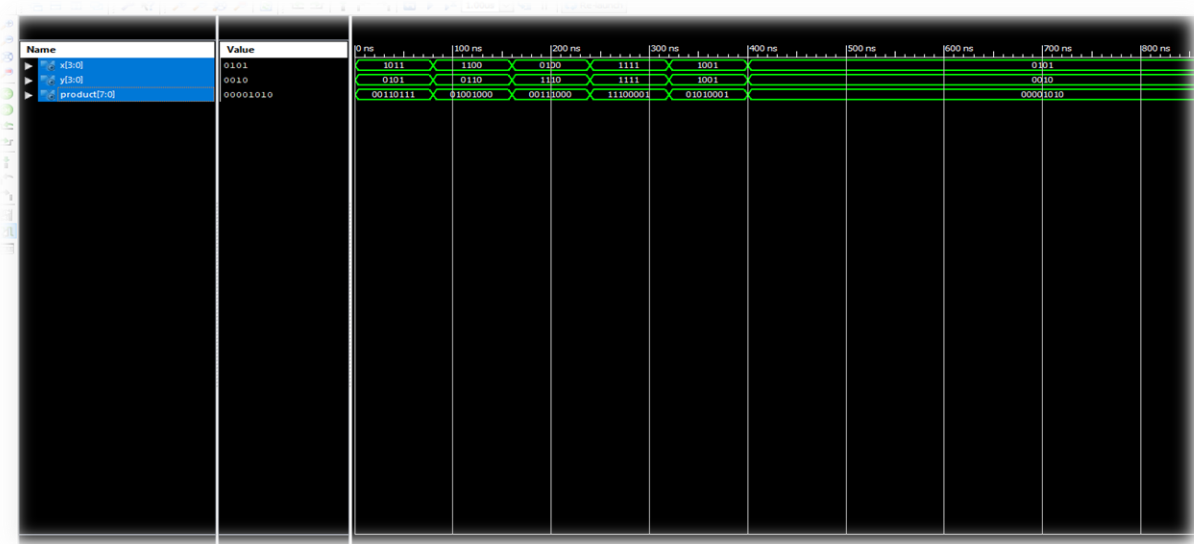 Name Value 0 ns 100 ns 200 ns 300 ns 400 ns 500 ns 600 ns 700 ns 800 ns
x[3:0] 0101 1011 1100 0100 1111 1001 0101
y[3:0] 0010 0101 0110 1110 1111 1001 0010
product[7:0] 00001010 00110111 01001000 00111000 11100001 01010001 00001010